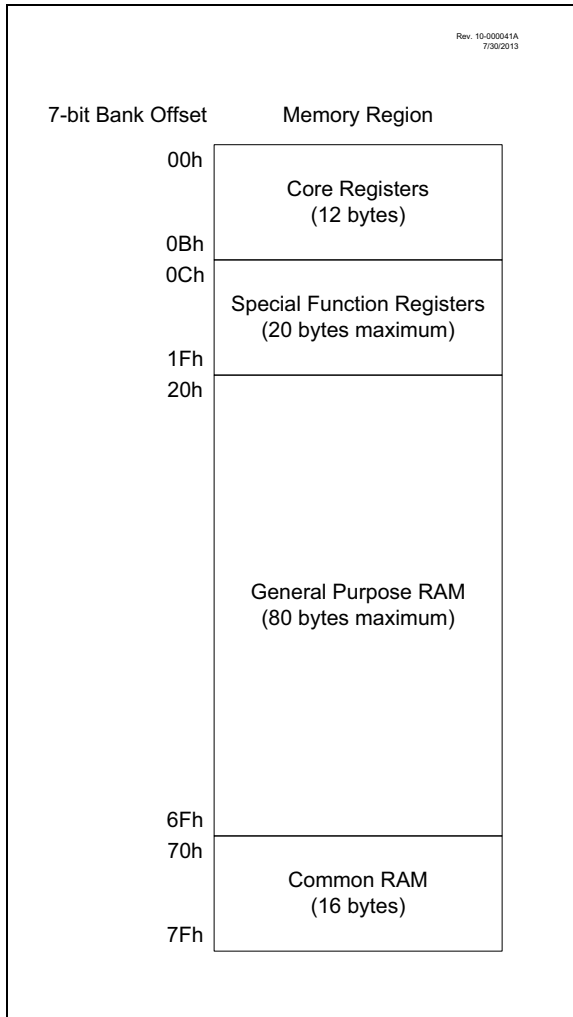 Rev. 10-000041A
7/30/2013
7-bit Bank Offset
Memory Region
00h
Core Registers
(12 bytes)
0Bh
0Ch
Special Function Registers
(20 bytes maximum)
1Fh
20h
General Purpose RAM
(80 bytes maximum)
6Fh
70h
Common RAM
(16 bytes)
7Fh